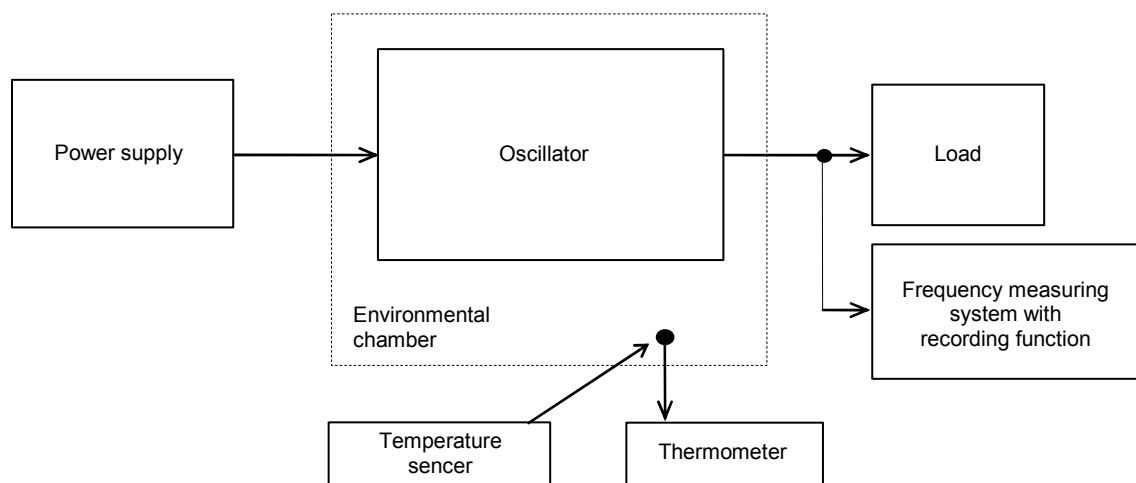 Power supply
Oscillator
Load
Environmental
chamber
Frequency measuring
system with
recording function
Temperature
sencer
Thermometer